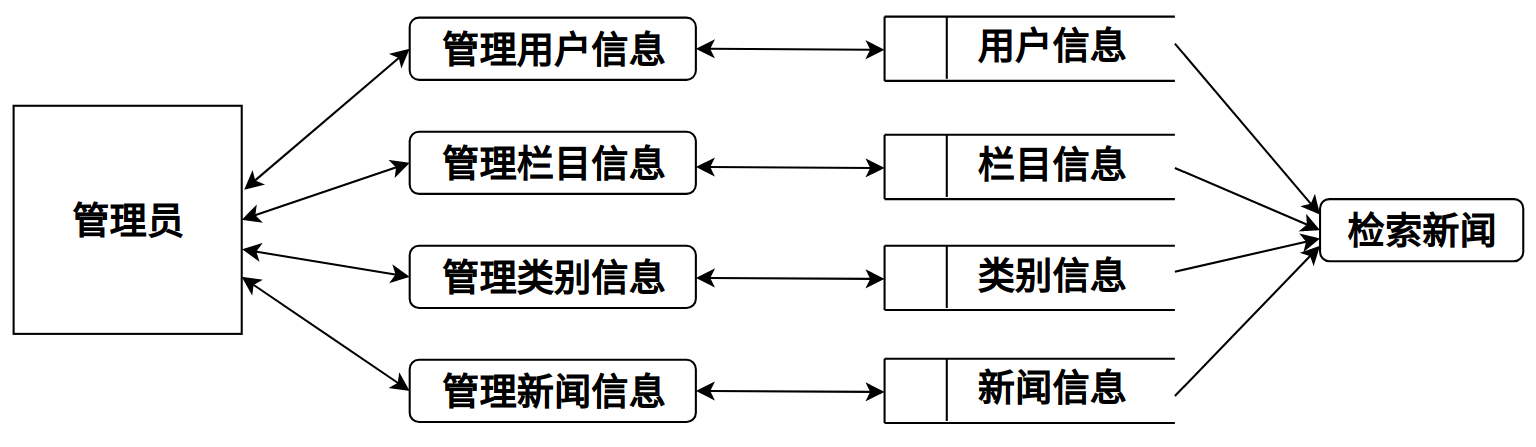 管理用户信息
用户信息
管理栏目信息
栏目信息
管理员
检索新闻
管理类别信息
类别信息
管理新闻信息
新闻信息